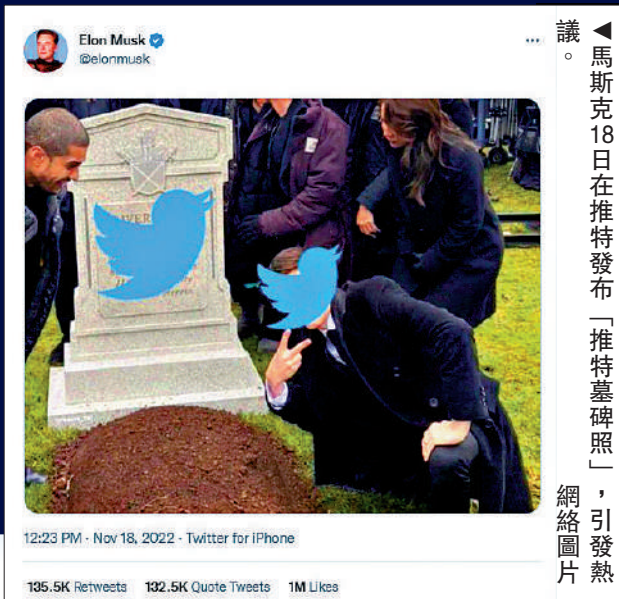 Elon Musk
@elonmusk
VER
12:23 PM · Nov 18, 2022 · Twitter for iPhone
135.5K Retweets 132.5K Quote Tweets 1M Likes
◀馬斯克18日在推特發布「推特墓碑照」，引發熱
議。
網絡圖片